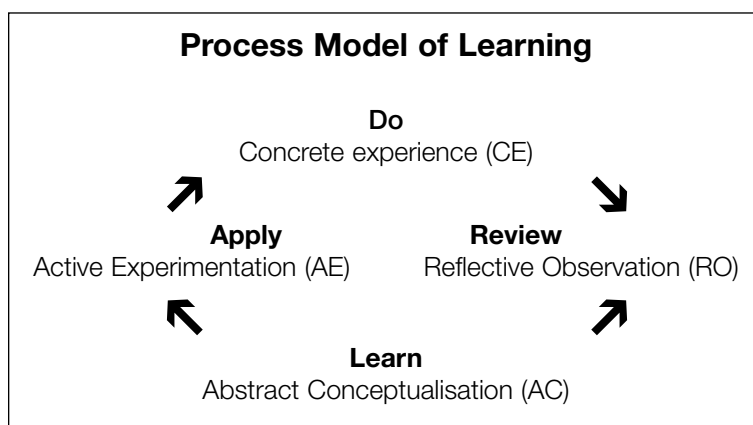 Process Model of Learning
Do
Concrete experience (CE)
Apply
Active Experimentation (AE)
Review
Reflective Observation (RO)
Learn
Abstract Conceptualisation (AC)